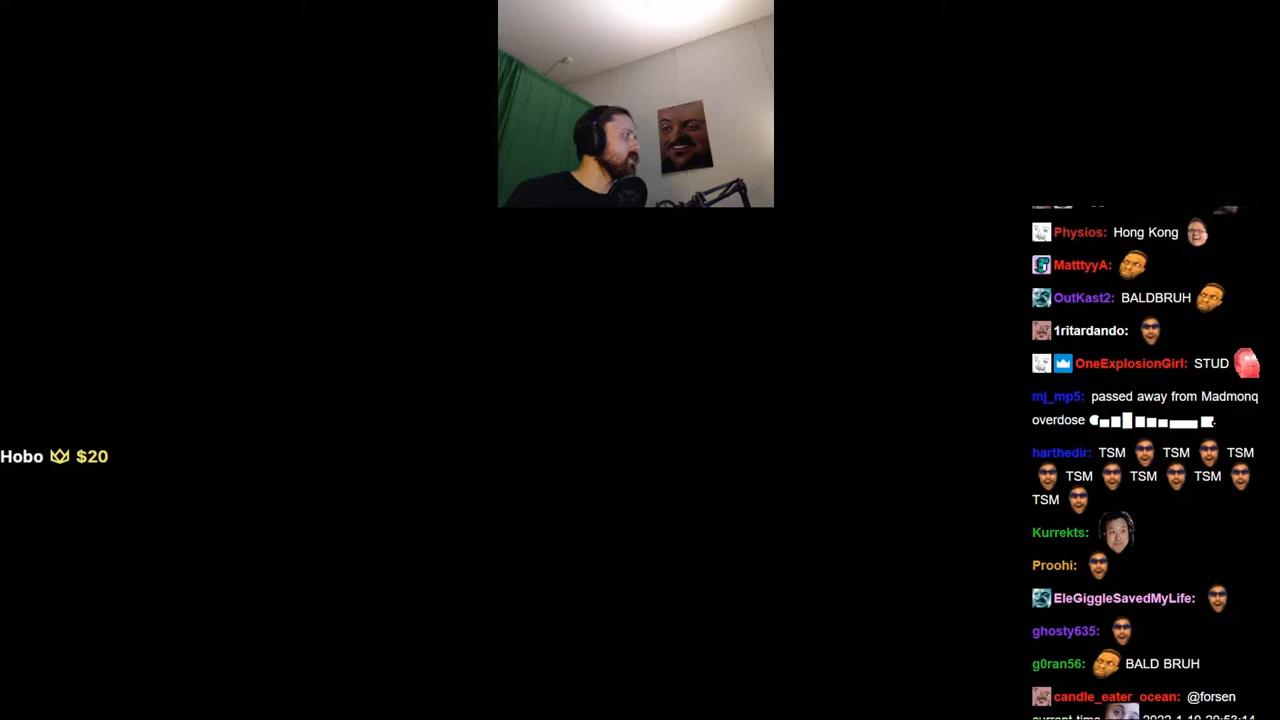 Physios: Hong Kong
MatttyyA:
OutKast2: BALDBRUH
1ritardando:
OneExplosionGirl: STUD
mj_mp5: passed away from Madmonq
overdose
Hobo $20
harthedir: TSM TSM TSM
TSM TSM TSM
TSM
Kurrekts:
Proohi:
EleGiggleSavedMyLife:
ghosty635:
g0ran56: BALD BRUH
candle_eater_ocean: @forsen